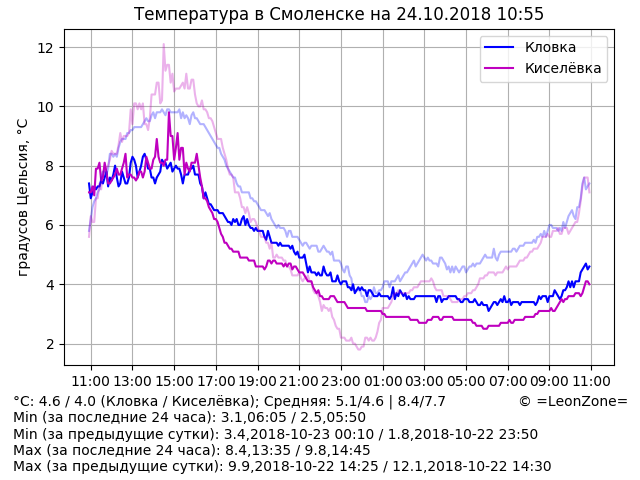 Температура в Смоленске на 24.10.2018 10:55
Кловка
Киселёвка
градусов Цельсия, °C
12
10
8
6
4
2
11:00 13:00 15:00 17:00 19:00 21:00 23:00 01:00 03:00 05:00 07:00 09:00 11:00
°C: 4.6 / 4.0 (Кловка / Киселёвка); Средняя: 5.1/4.6 | 8.4/7.7 © =LeonZone=
Min (за последние 24 часа): 3.1,06:05 / 2.5,05:50
Min (за предыдущие сутки): 3.4,2018-10-23 00:10 / 1.8,2018-10-22 23:50
Max (за последние 24 часа): 8.4,13:35 / 9.8,14:45
Max (за предыдущие сутки): 9.9,2018-10-22 14:25 / 12.1,2018-10-22 14:30